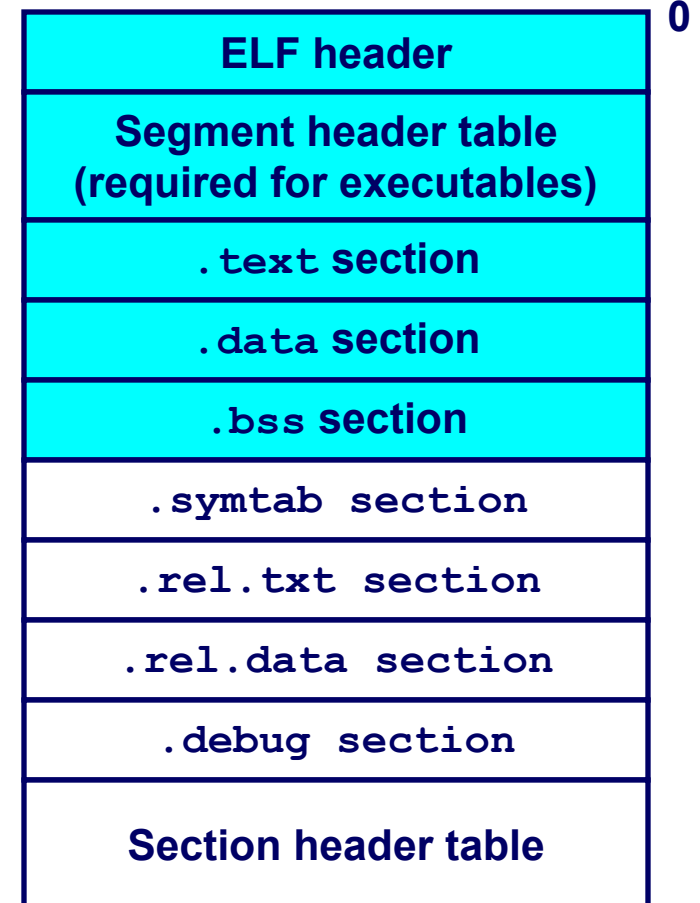 0
ELF header
Segment header table
(required for executables)
.text section
.data section
.bss section
.symtab section
.rel.txt section
.rel.data section
.debug section
Section header table